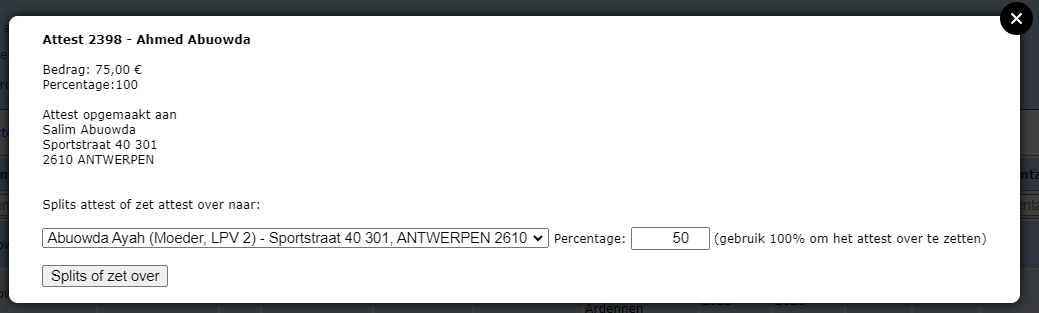 Attest 2398 - Ahmed Abuowda
Bedrag: 75,00 €
Percentage:100
Attest opgemaakt aan
Salim Abuowda
Sportstraat 40 301
2610 ANTWERPEN
Splits attest of zet attest over naar:
Abuowda Ayah (Moeder, LPV 2) - Sportstraat 40 301, ANTWERPEN 2610 Percentage: 50 (gebruik 100% om het attest over te zetten)
Splits of zet over
Ardennen